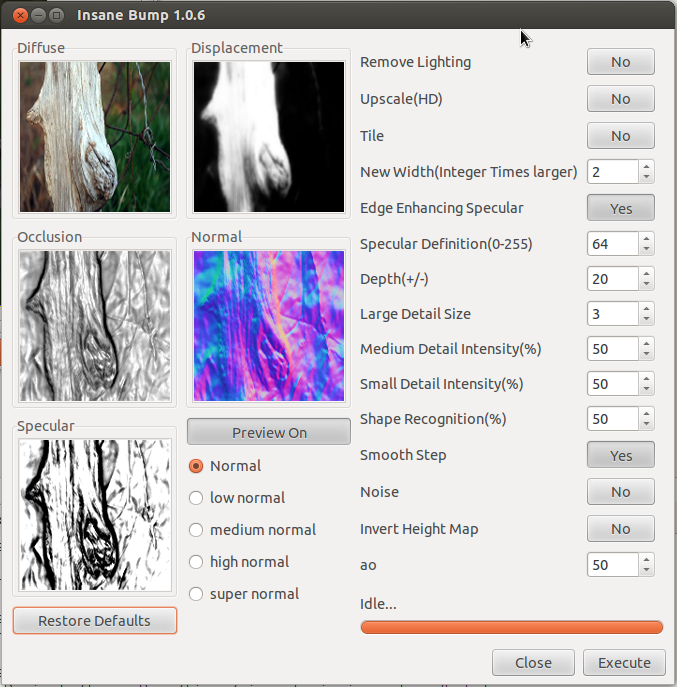 Insane Bump 1.0.6
Diffuse
Displacement
Occlusion
Normal
Specular
Preview On
Normal
low normal
medium normal
high normal
super normal
Restore Defaults
Remove Lighting No
Upscale(HD) No
Tile No
New Width(Integer Times larger) 2
Edge Enhancing Specular Yes
Specular Definition(0-255) 64
Depth(+/-) 20
Large Detail Size 3
Medium Detail Intensity(%) 50
Small Detail Intensity(%) 50
Shape Recognition(%) 50
Smooth Step Yes
Noise No
Invert Height Map No
ao 50
Idle...
Close Execute